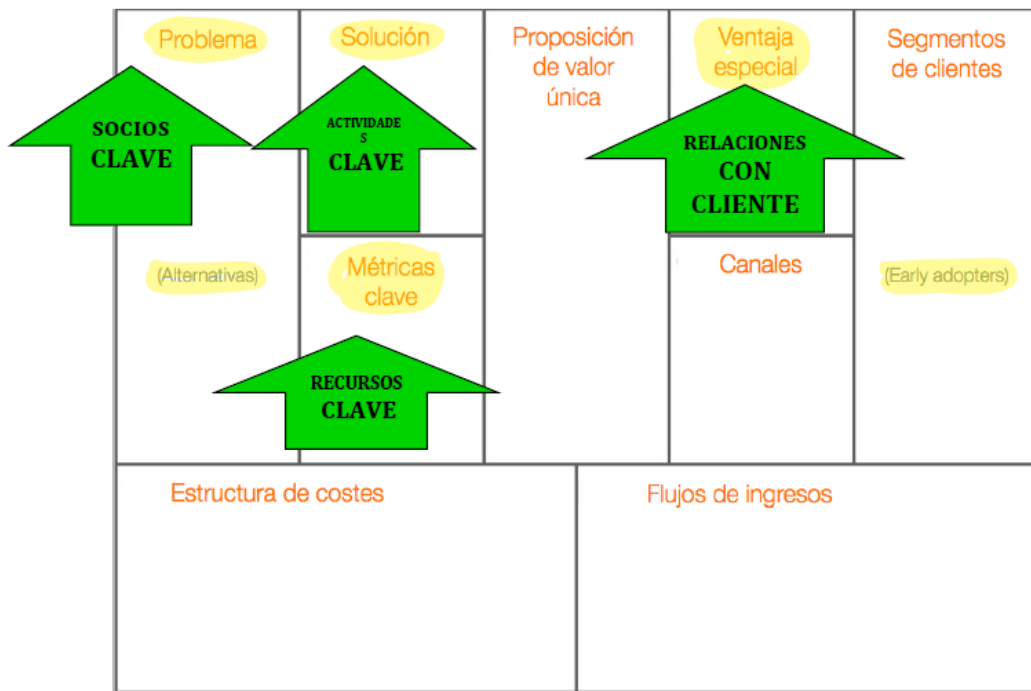 Problema
SOCIOS
CLAVE
(Alternativas)
Solución
ACTIVIDADE
S
CLAVE
Métricas
clave
RECURSOS
CLAVE
Proposición
de valor
única
Ventaja
especial
RELACIONES
CON
CLIENTE
Canales
Segmentos
de clientes
(Early adopters)
Estructura de costes
Flujos de ingresos